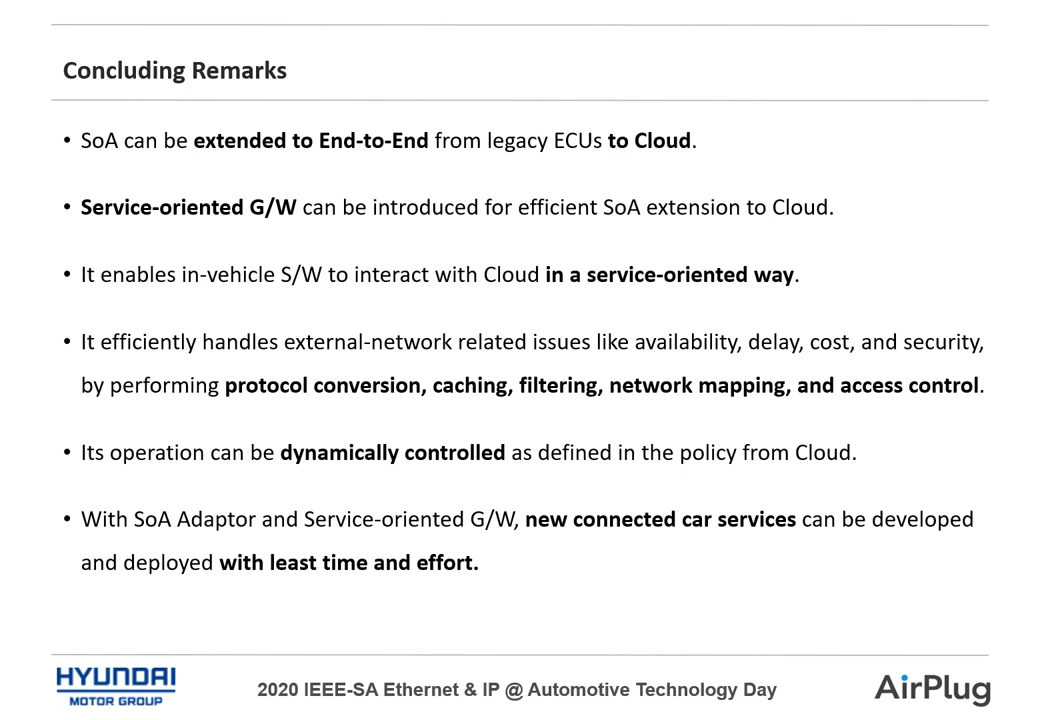 Concluding Remarks
• SoA can be extended to End-to-End from legacy ECUs to Cloud.
• Service-oriented G/W can be introduced for efficient SoA extension to Cloud.
• It enables in-vehicle S/W to interact with Cloud in a service-oriented way.
• It efficiently handles external-network related issues like availability, delay, cost, and security,
by performing protocol conversion, caching, filtering, network mapping, and access control.
• Its operation can be dynamically controlled as defined in the policy from Cloud.
• With SoA Adaptor and Service-oriented G/W, new connected car services can be developed
and deployed with least time and effort.
HYUNDAI
MOTOR GROUP
2020 IEEE-SA Ethernet & IP @ Automotive Technology Day
AirPlug